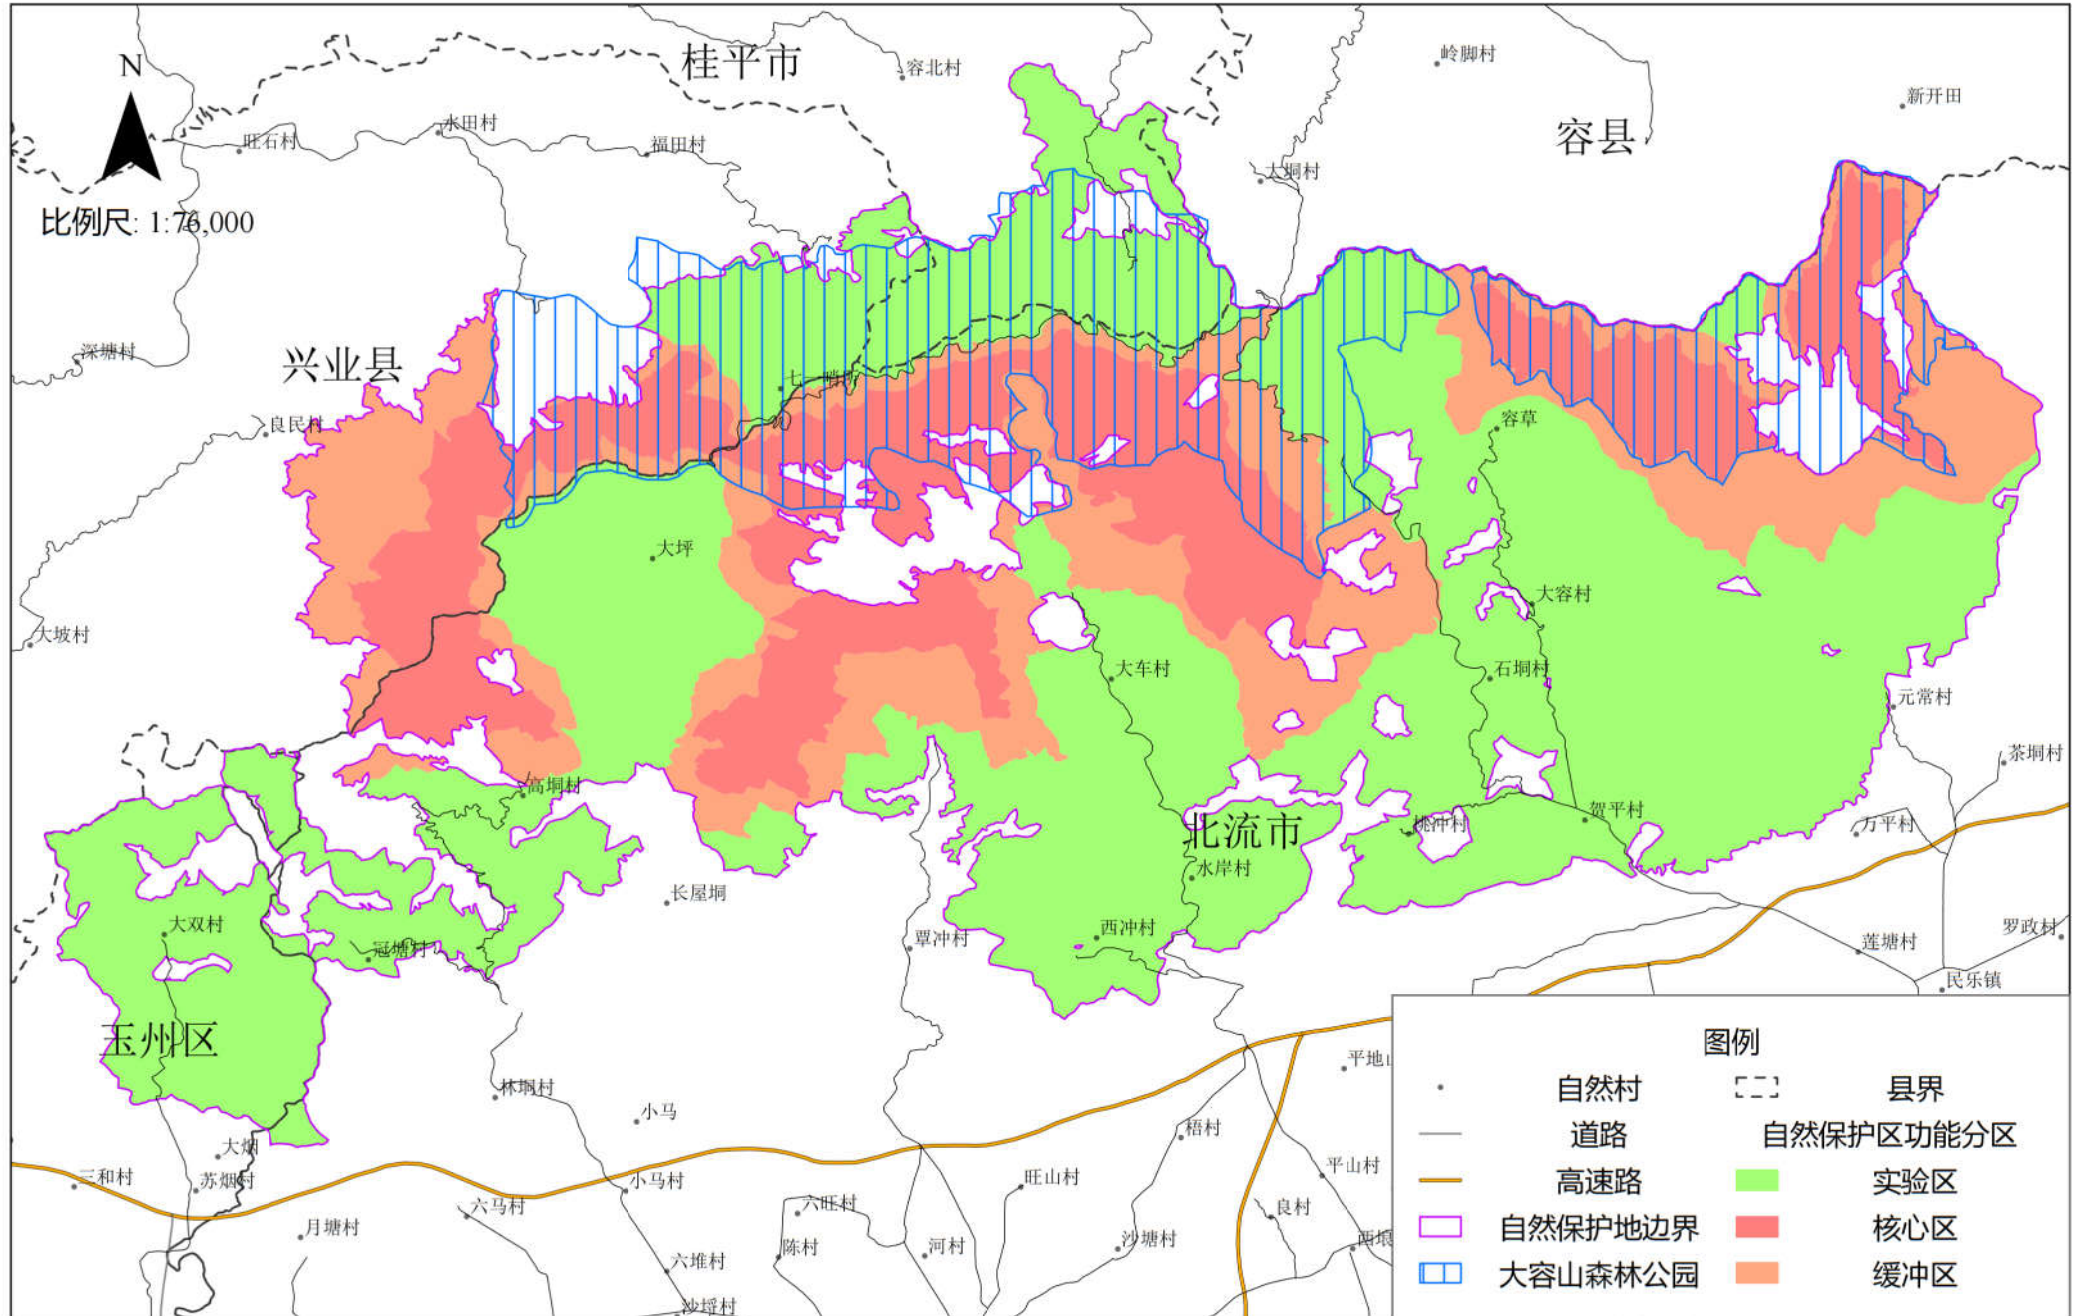 桂平市
容北村
岭脚村
N
新开田
水田村
容县
旺石村
福田村
大垌村
比例尺: 1:76,000
深塘村
兴业县
七一哨所
良民村
容草
大坪
大容村
大坡村
大车村
石垌村
元常村
茶垌村
高垌村
贺平村
桃冲村
万平村
北流市
水岸村
长屋垌
大双村
西冲村
罗政村
覃冲村
莲塘村
冠塘村
民乐镇
玉州区
图例
平地山
自然村
县界
林垌村
小马
梧村
道路
自然保护区功能分区
大烟
平山村
三和村
苏烟村
小马村
旺山村
高速路
实验区
六马村
六旺村
良村
月塘村
自然保护地边界
核心区
陈村
河村
沙塘村
西埌
六堆村
大容山森林公园
缓冲区